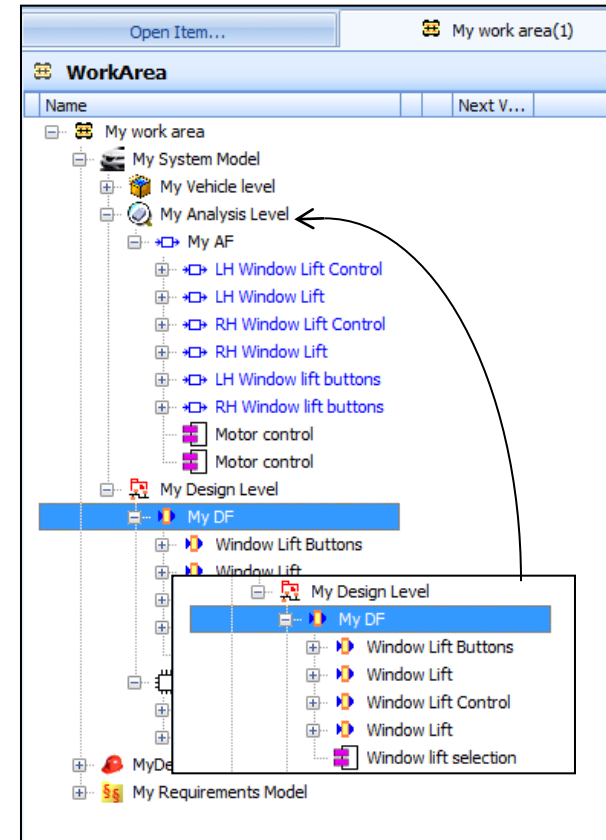 Open Item...
My work area(1)
WorkArea
Name
Next V...
My work area
My System Model
My Vehicle level
My Analysis Level
My AF
LH Window Lift Control
LH Window Lift
RH Window Lift Control
RH Window Lift
LH Window lift buttons
RH Window lift buttons
Motor control
Motor control
My Design Level
My DF
Window Lift Buttons
Window Lift
My Design Level
My DF
Window Lift Buttons
Window Lift
Window Lift Control
Window Lift
Window lift selection
MyDe
§§ My Requirements Model